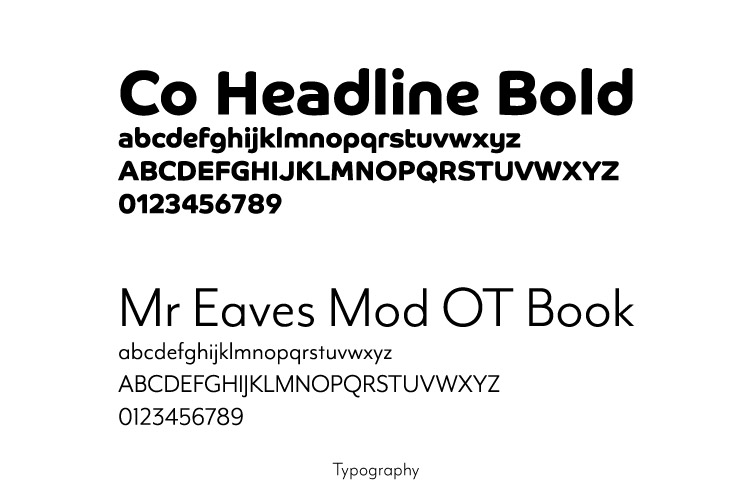 Co Headline Bold
abcdefghijklmnopqrstuvwxyz
ABCDEFGHIJKLMNOPQRSTUVWXYZ
0123456789
Mr Eaves Mod OT Book
abcdefghijklmnopqrstuvwxyz
ABCDEFGHIJKLMNOPQRSTUVWXYZ
0123456789
Typography